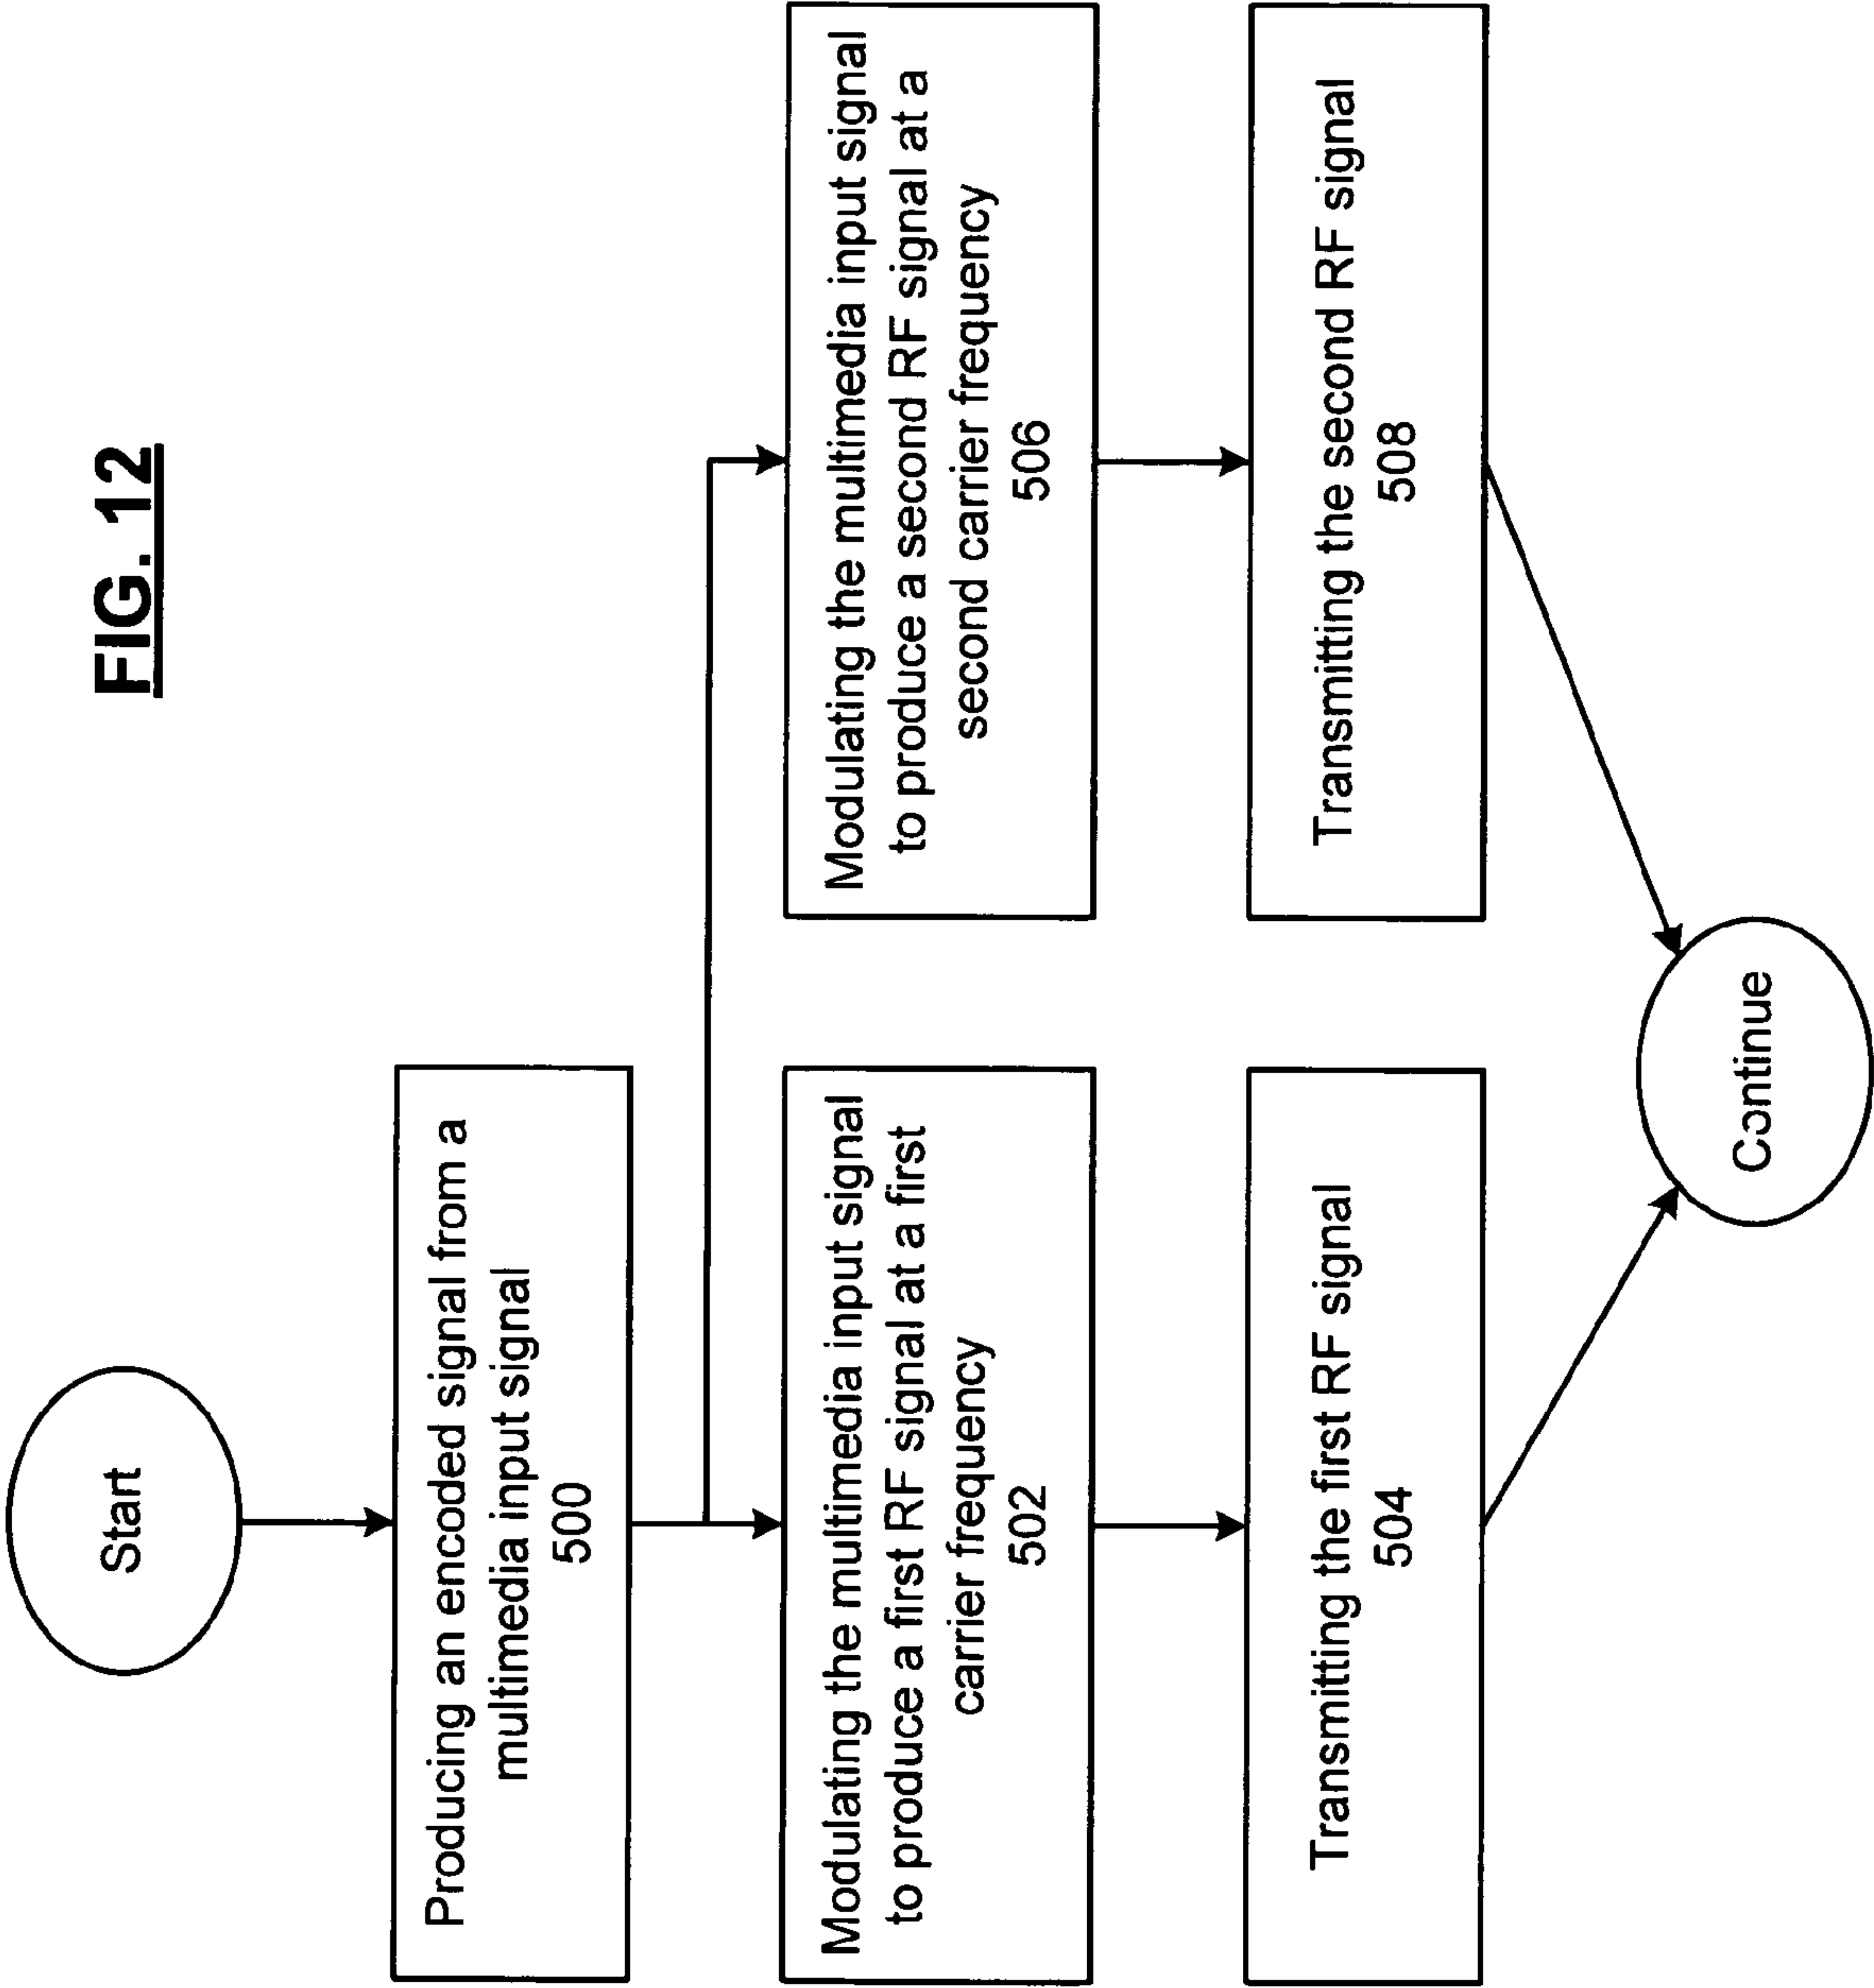 FIG. 12
Start
Producing an encoded signal from a
multimedia input signal
500
Modulating the multimedia input signal
to produce a first RF signal at a first
carrier frequency
502
Transmitting the first RF signal
504
Modulating the multimedia input signal
to produce a second RF signal at a
second carrier frequency
506
Transmitting the second RF signal
508
Continue